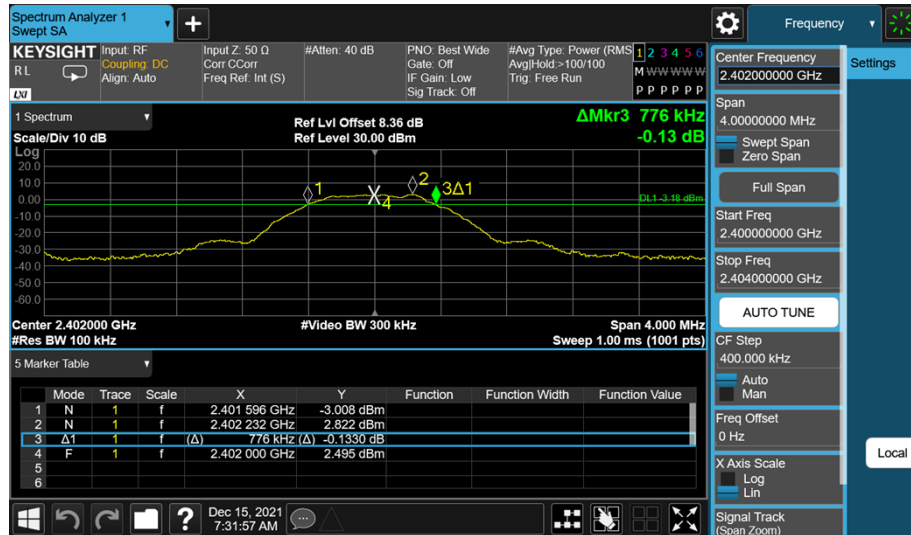 Spectrum Analyzer 1
Swept SA
+
Frequency
KEYSIGHT Input: RF Input Z: 50 Ω #Atten: 40 dB PNO: Best Wide #Avg Type: Power (RMS 1 2 3 4 5 6
RL Coupling: DC Corr CCorr Gate: Off Avg|Hold:>100/100 M W W W W W
Align: Auto Freq Ref: Int (S) IF Gain: Low Trig: Free Run
LXI Sig Track: Off P P P P P P
1 Spectrum
Scale/Div 10 dB
Ref Lvl Offset 8.36 dB
Ref Level 30.00 dBm
ΔMkr3 776 kHz
-0.13 dB
Log
20.0
10.0
0.00
-10.0
-20.0
-30.0
-40.0
-50.0
-60.0
1
2
3Δ1
4
DL1 -3.18 dBm
Center 2.402000 GHz #Video BW 300 kHz Span 4.000 MHz
#Res BW 100 kHz Sweep 1.00 ms (1001 pts)
5 Marker Table
Mode Trace Scale X Y Function Function Width Function Value
1 N 1 f 2.401 596 GHz -3.008 dBm
2 N 1 f 2.402 232 GHz 2.822 dBm
3 Δ1 1 f (Δ) 776 kHz (Δ) -0.1330 dB
4 F 1 f 2.402 000 GHz 2.495 dBm
5
6
?
Dec 15, 2021
7:31:57 AM
Center Frequency
2.402000000 GHz
Span
4.00000000 MHz
Swept Span
Zero Span
Full Span
Start Freq
2.400000000 GHz
Stop Freq
2.404000000 GHz
AUTO TUNE
CF Step
400.000 kHz
Auto
Man
Freq Offset
0 Hz
X Axis Scale
Log
Lin
Signal Track
(Span Zoom)
Settings
Local